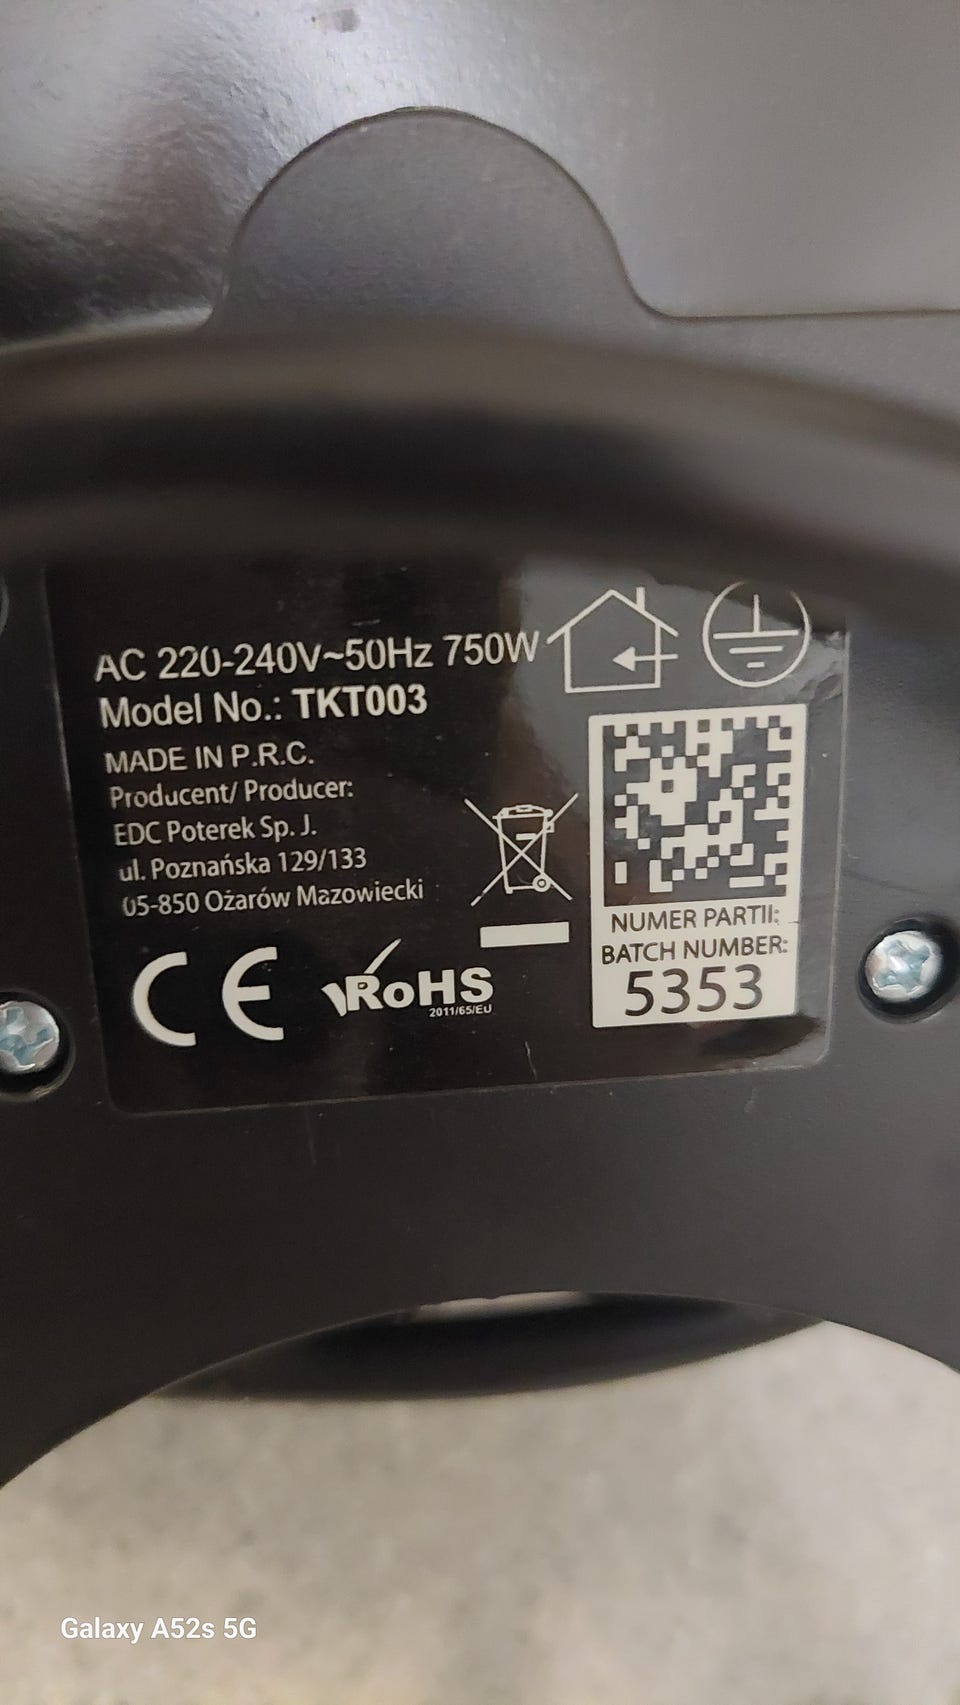 AC 220-240V~50Hz 750W
Model No.: TKT003
MADE IN P.R.C.
Producent/ Producer:
EDC Poterek Sp. J.
ul. Poznańska 129/133
05-850 Ożarów Mazowiecki
CE
RoHS
2011/65/EU
NUMER PARTII:
BATCH NUMBER:
5353
Galaxy A52s 5G